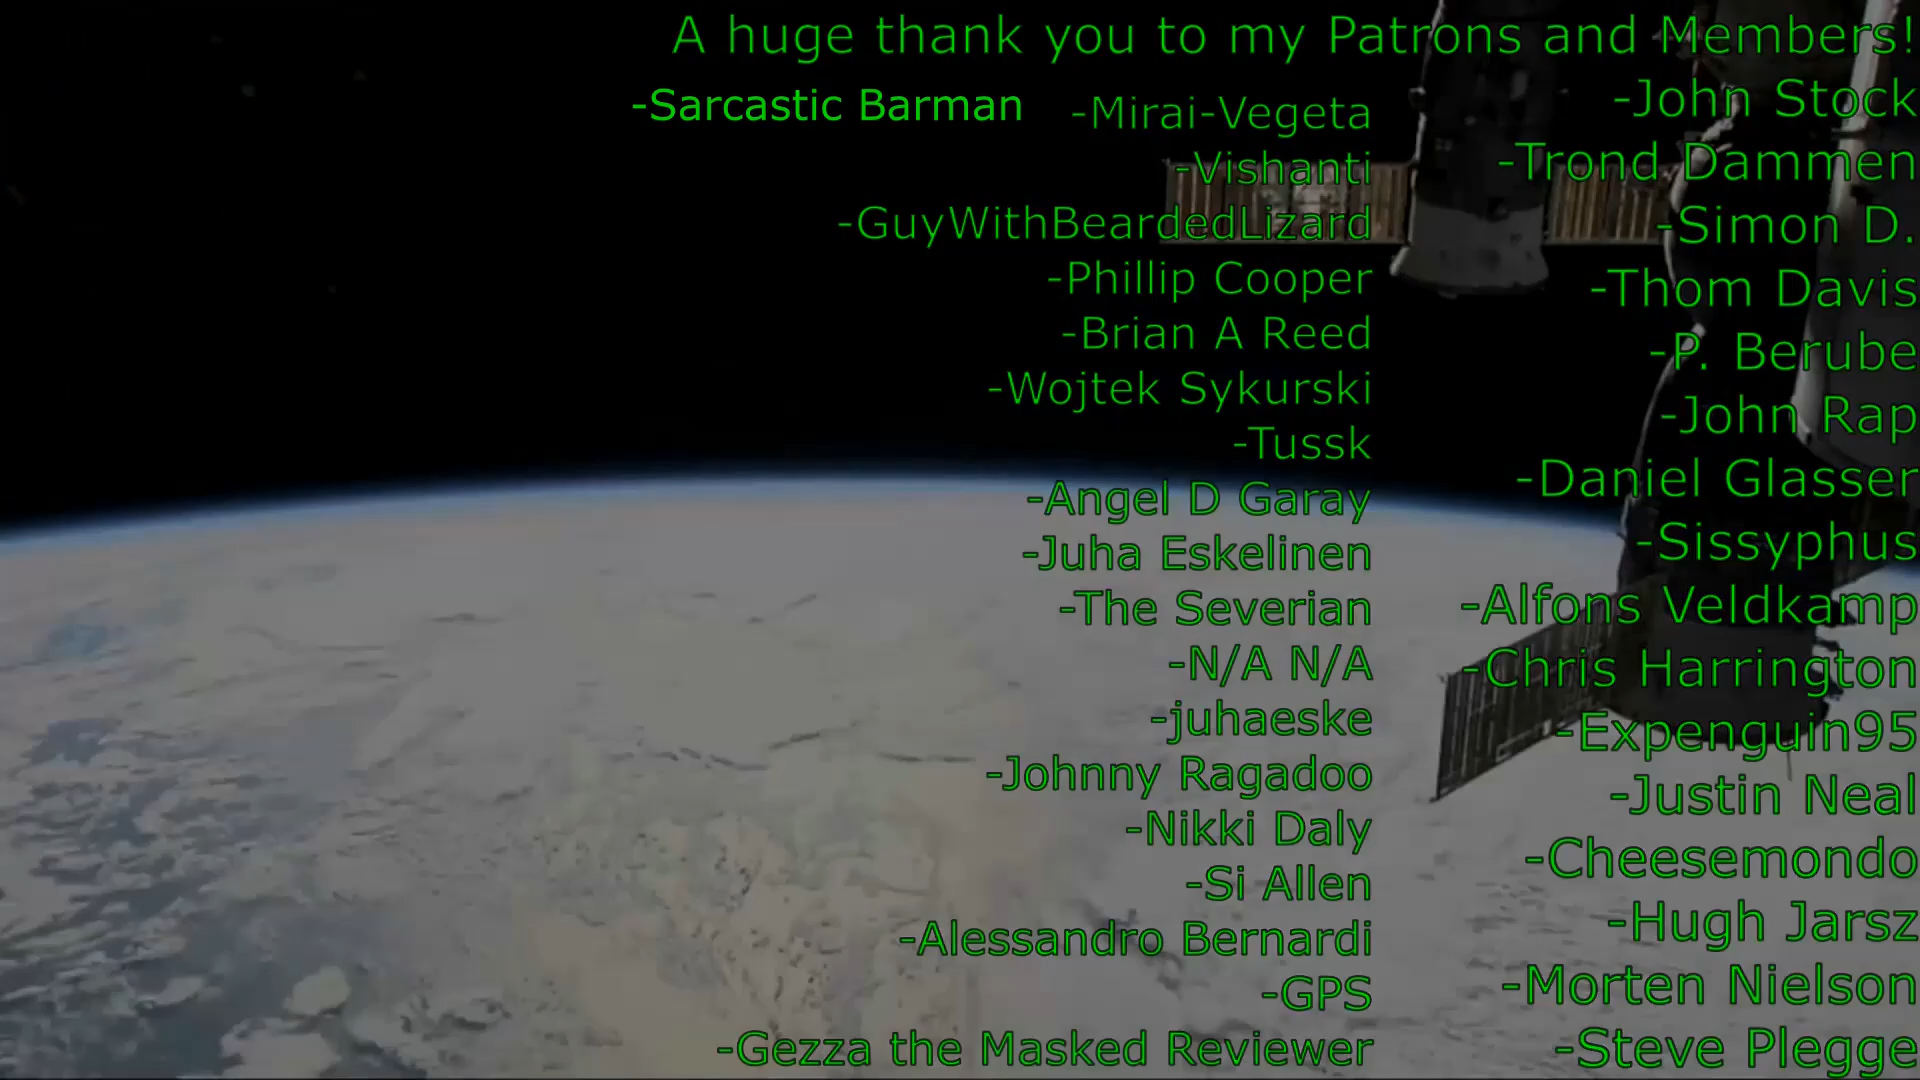 A huge thank you to my Patrons and Members!
-Sarcastic Barman
-Mirai-Vegeta
-Vishanti
-GuyWithBeardedLizard
-Phillip Cooper
-Brian A Reed
-Wojtek Sykurski
-Tussk
-Angel D Garay
-Juha Eskelinen
-The Severian
-N/A N/A
-juhaeske
-Johnny Ragadoo
-Nikki Daly
-Si Allen
-Alessandro Bernardi
-GPS
-Gezza the Masked Reviewer
-John Stock
-Trond Dammen
-Simon D.
-Thom Davis
-P. Berube
-John Rap
-Daniel Glasser
-Sissyphus
-Alfons Veldkamp
-Chris Harrington
-Expenguin95
-Justin Neal
-Cheesemondo
-Hugh Jarsz
-Morten Nielson
-Steve Plegge